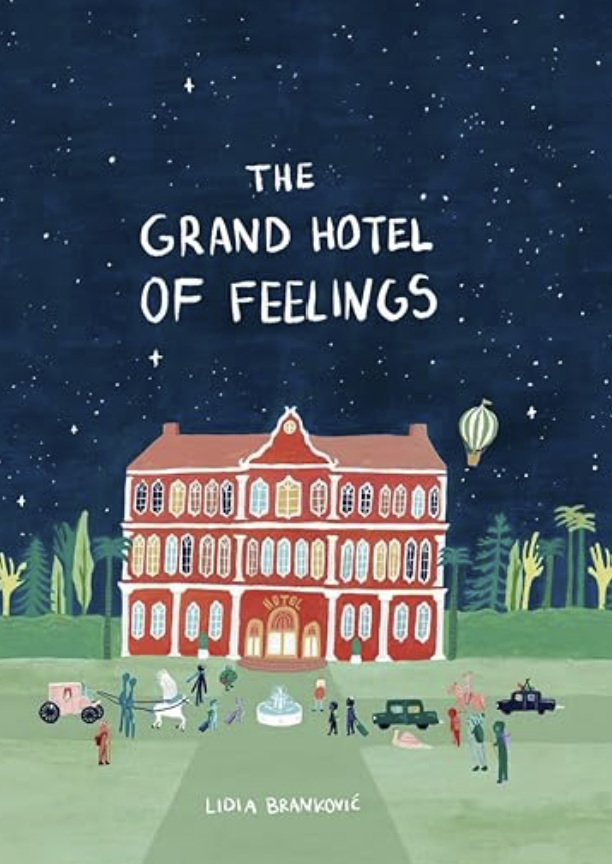 THE
GRAND HOTEL
OF FEELINGS
HOTEL
LIDIA BRANKOVIĆ